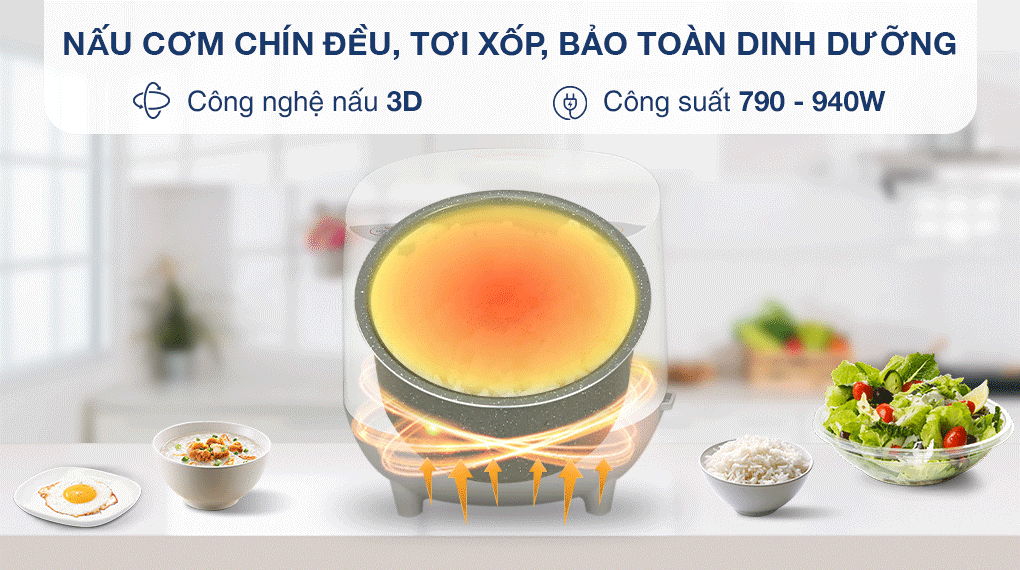 NẤU CƠM CHÍN ĐỀU, TƠI XỐP, BẢO TOÀN DINH DƯỠNG
Công nghệ nấu 3D
Công suất 790 - 940W